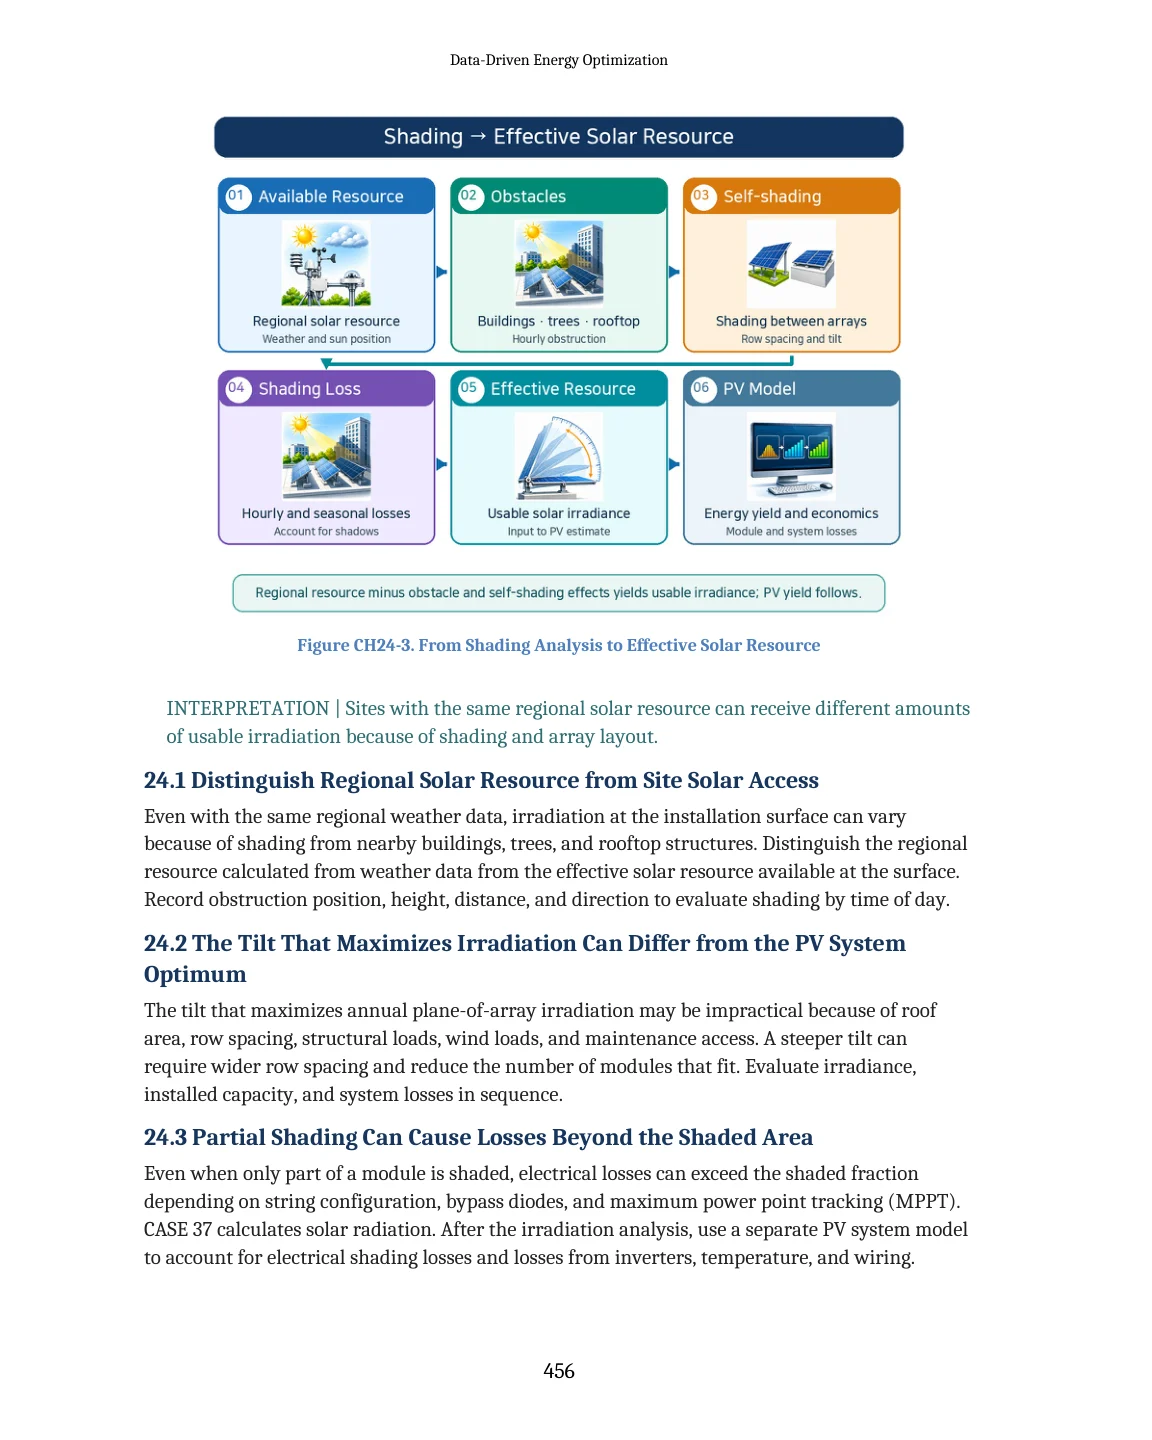 Data-Driven Energy Optimization
Shading → Effective Solar Resource
01 Available Resource
Regional solar resource
Weather and sun position
02 Obstacles
Buildings · trees · rooftop
Hourly obstruction
03 Self-shading
Shading between arrays
Row spacing and tilt
04 Shading Loss
Hourly and seasonal losses
Account for shadows
05 Effective Resource
Usable solar irradiance
Input to PV estimate
06 PV Model
Energy yield and economics
Module and system losses
Regional resource minus obstacle and self-shading effects yields usable irradiance; PV yield follows.
Figure CH24-3. From Shading Analysis to Effective Solar Resource
INTERPRETATION | Sites with the same regional solar resource can receive different amounts
of usable irradiation because of shading and array layout.
24.1 Distinguish Regional Solar Resource from Site Solar Access
Even with the same regional weather data, irradiation at the installation surface can vary
because of shading from nearby buildings, trees, and rooftop structures. Distinguish the regional
resource calculated from weather data from the effective solar resource available at the surface.
Record obstruction position, height, distance, and direction to evaluate shading by time of day.
24.2 The Tilt That Maximizes Irradiation Can Differ from the PV System
Optimum
The tilt that maximizes annual plane-of-array irradiation may be impractical because of roof
area, row spacing, structural loads, wind loads, and maintenance access. A steeper tilt can
require wider row spacing and reduce the number of modules that fit. Evaluate irradiance,
installed capacity, and system losses in sequence.
24.3 Partial Shading Can Cause Losses Beyond the Shaded Area
Even when only part of a module is shaded, electrical losses can exceed the shaded fraction
depending on string configuration, bypass diodes, and maximum power point tracking (MPPT).
CASE 37 calculates solar radiation. After the irradiation analysis, use a separate PV system model
to account for electrical shading losses and losses from inverters, temperature, and wiring.
456